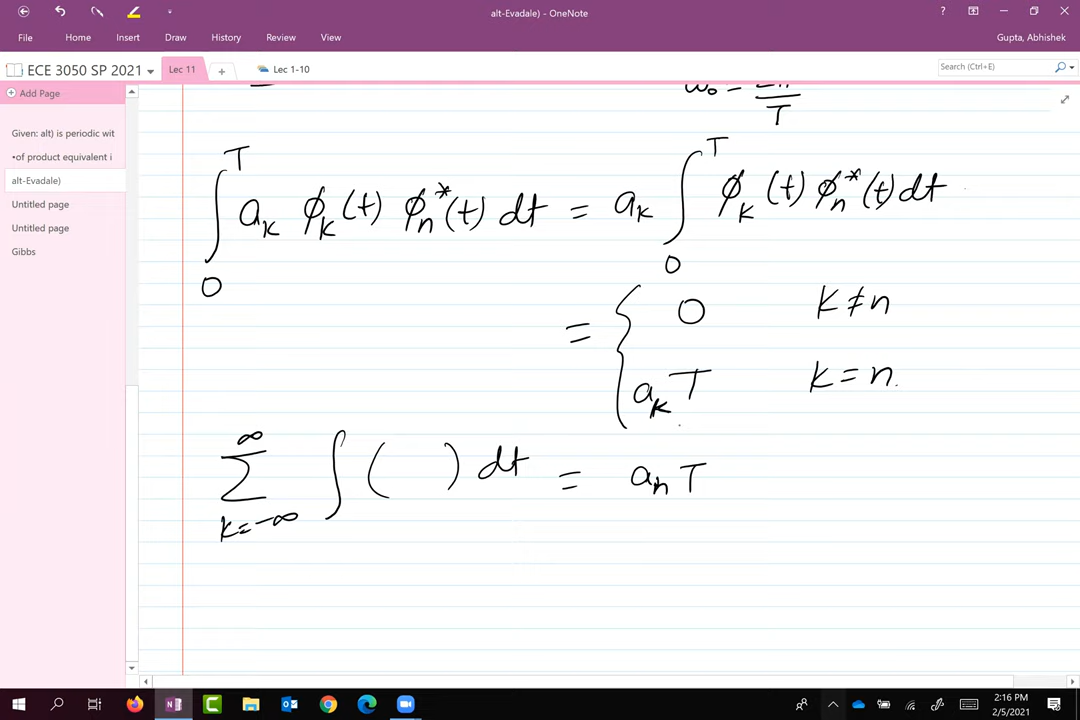 alt-Evadale) - OneNote
?
File Home Insert Draw History Review View
Gupta, Abhishek
ECE 3050 SP 2021 Lec 11 + Lec 1-10
Search (Ctrl+E)
Add Page
Given: alt) is periodic wit
•of product equivalent i
alt-Evadale)
Untitled page
Untitled page
Gibbs
∫₀ᵀ aₖ ϕₖ(t) ϕₙ*(t) dt = aₖ ∫₀ᵀ ϕₖ(t) ϕₙ*(t) dt
= { 0 k ≠ n
aₖT k = n.
∑_{k=-∞}^{∞} ∫ ( ) dt = aₙT
2:16 PM
2/5/2021